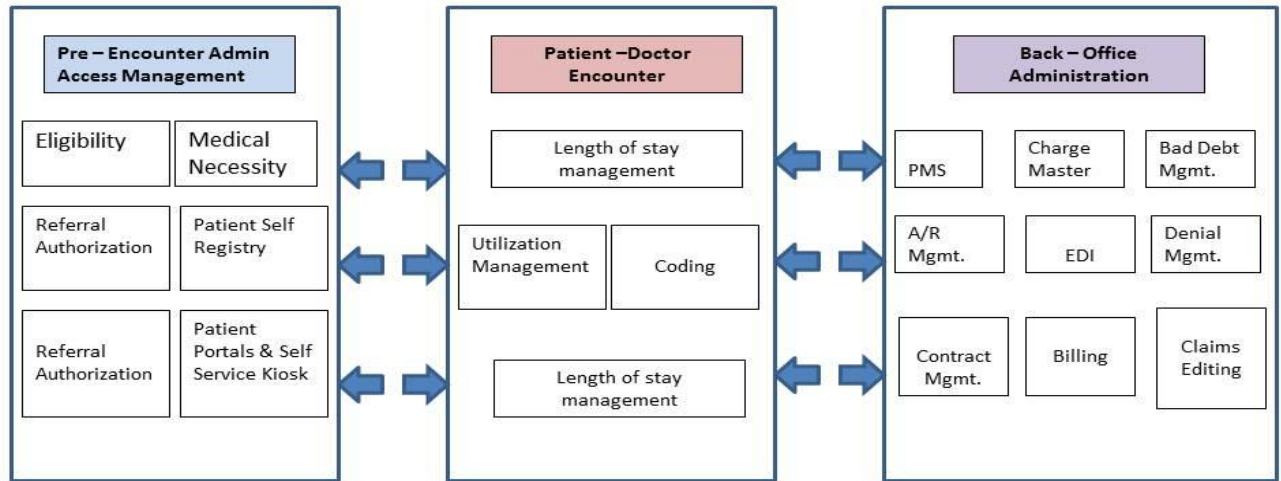 Pre – Encounter Admin
Access Management
Eligibility
Medical
Necessity
Referral
Authorization
Patient Self
Registry
Referral
Authorization
Patient
Portals & Self
Service Kiosk
Patient –Doctor
Encounter
Length of stay
management
Utilization
Management
Coding
Length of stay
management
Back – Office
Administration
PMS
Charge
Master
Bad Debt
Mgmt.
A/R
Mgmt.
EDI
Denial
Mgmt.
Contract
Mgmt.
Billing
Claims
Editing